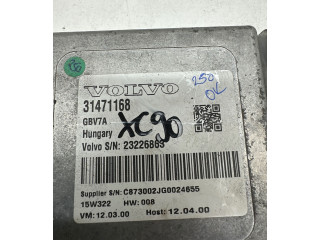 VOLVO
31471168
GBV7A
Hungary XC90
Volvo S/N: 23226863
250 OK
Supplier S/N: C873002JG0024655
15W322 HW: 008
VM: 12.03.00 Host: 12.04.00